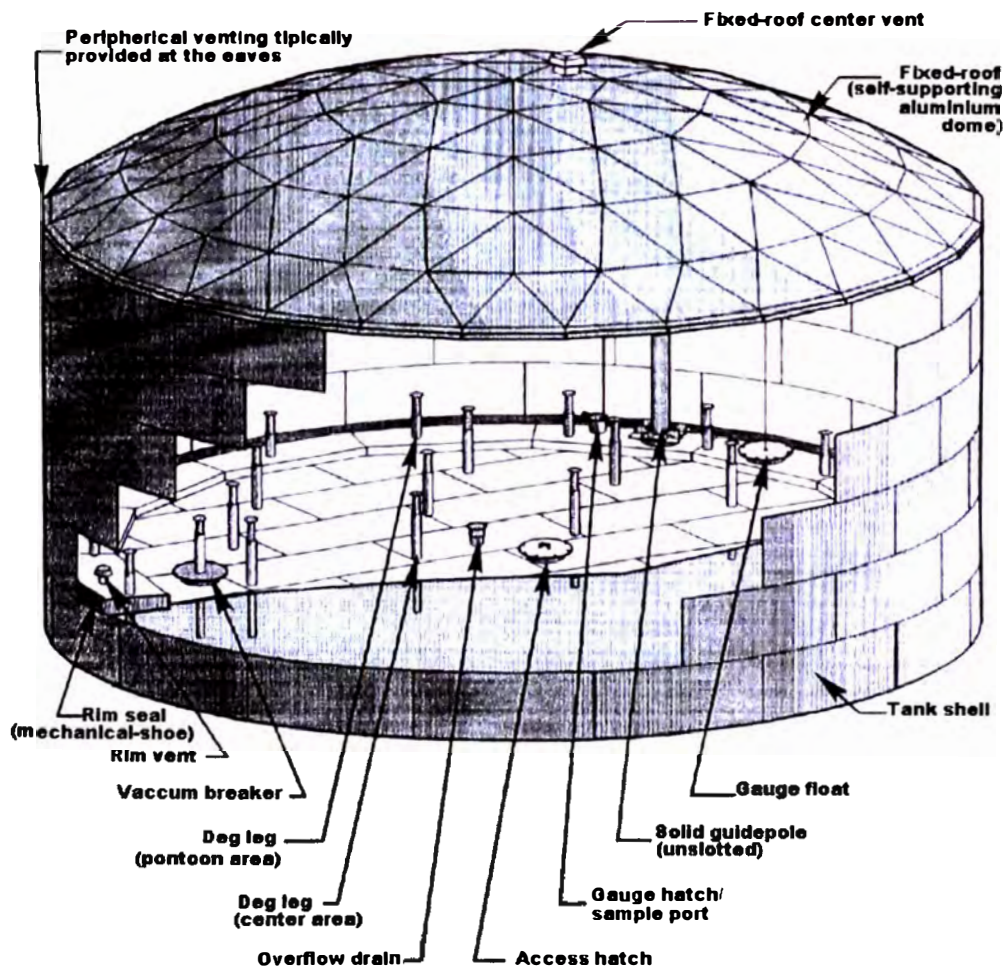 Fixed-roof center vent
Peripherical venting tipically
provided at the eaves
Fixed-roof
(self-supporting
aluminium
dome)
Tank shell
Rim seal
(mechanical-shoe)
Rim vent
Vaccum breaker
Gauge float
Deg leg
(pontoon area)
Solid guidepole
(unslotted)
Deg leg
(center area)
Gauge hatch/
sample port
Overflow drain
Access hatch